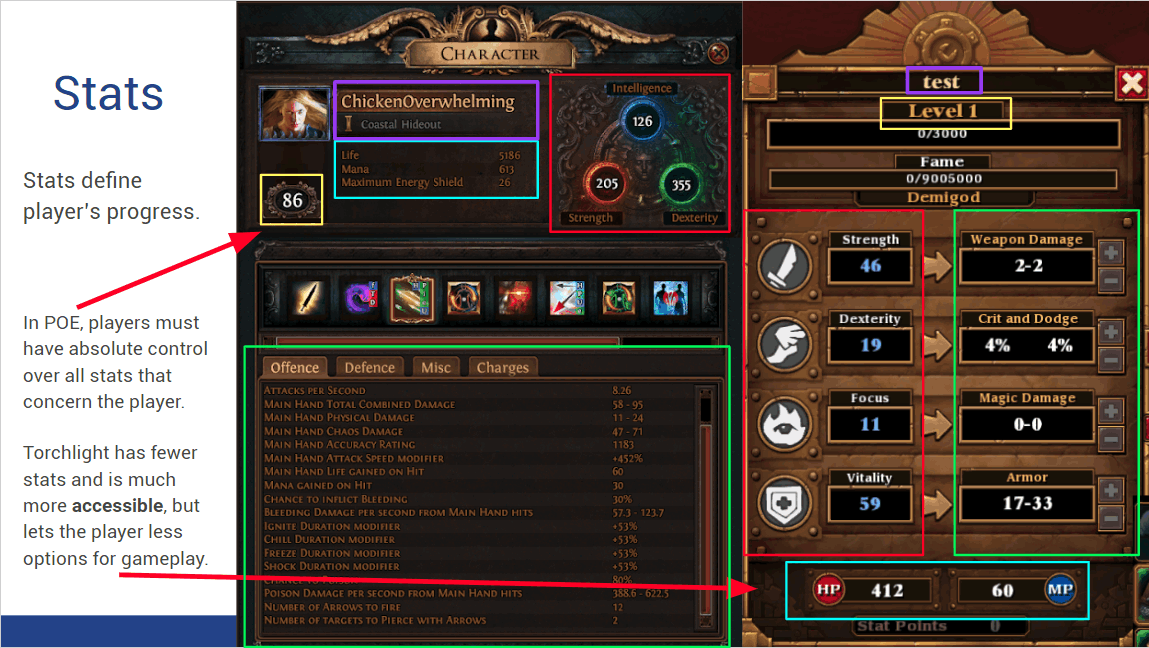 Stats
Stats define
player's progress.
In POE, players must
have absolute control
over all stats that
concern the player.
Torchlight has fewer
stats and is much
more accessible, but
lets the player less
options for gameplay.
CHARACTER
ChickenOverwhelming
Coastal Hideout
Life 5186
Mana 613
Maximum Energy Shield 26
86
Intelligence
126
205
355
Strength
Dexterity
Offence Defence Misc Charges
ATTACKS PER SECOND 8.26
MAIN HAND TOTAL COMBINED DAMAGE 58 - 95
MAIN HAND PHYSICAL DAMAGE 11 - 24
MAIN HAND CHAOS DAMAGE 47 - 71
MAIN HAND ACCURACY RATING 1183
MAIN HAND ATTACK SPEED MODIFIER +452%
MAIN HAND LIFE GAINED ON HIT 60
MANA GAINED ON HIT 30
CHANCE TO INFLICT BLEEDING 30%
BLEEDING DAMAGE PER SECOND FROM MAIN HAND HITS 57.3 - 123.7
IGNITE DURATION MODIFIER +53%
CHILL DURATION MODIFIER +53%
FREEZE DURATION MODIFIER +53%
SHOCK DURATION MODIFIER +53%
CHANCE TO POISON 80%
POISON DAMAGE PER SECOND FROM MAIN HAND HITS 388.6 - 622.5
NUMBER OF ARROWS TO FIRE 12
NUMBER OF TARGETS TO PIERCE WITH ARROWS 2
test
Level 1
0/3000
Fame
0/9005000
Demigod
Strength
46
Weapon Damage
2-2
Dexterity
19
Crit and Dodge
4% 4%
Focus
11
Magic Damage
0-0
Vitality
59
Armor
17-33
HP 412
60 MP
Stat Points 0